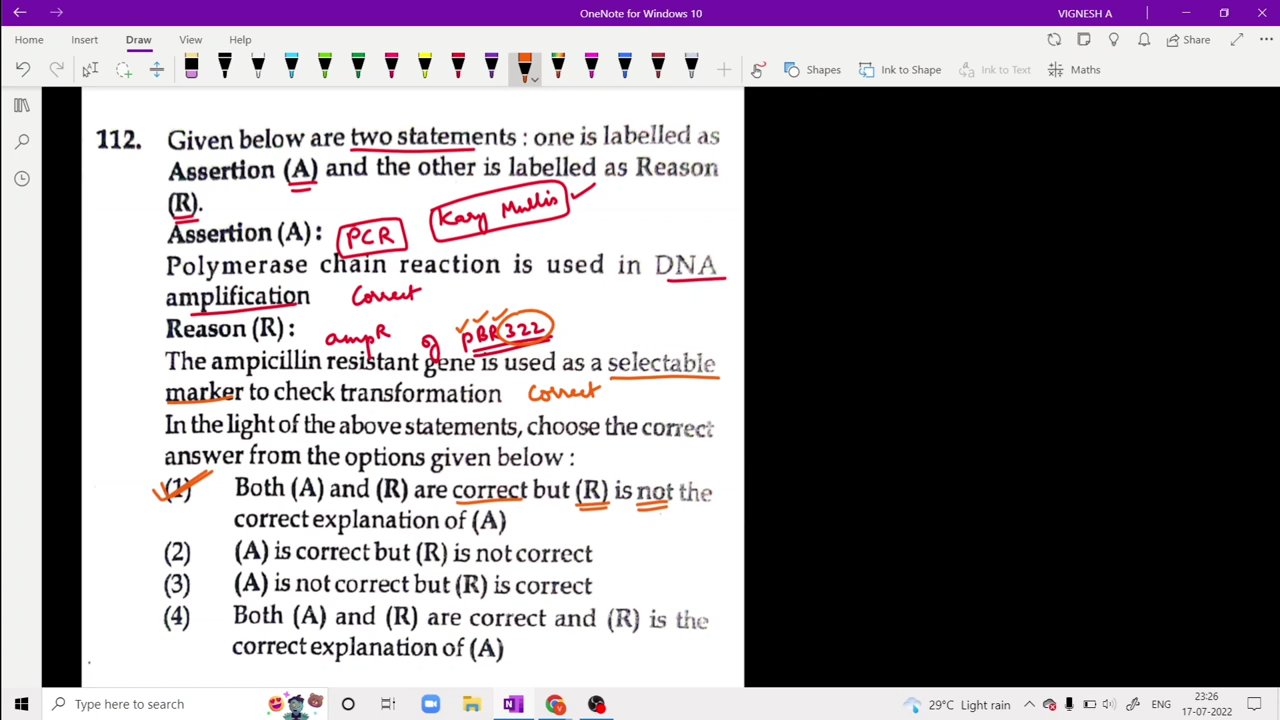 OneNote for Windows 10
VIGNESH A
Home Insert Draw View Help
Share
Shapes
Ink to Shape
Ink to Text
Maths
112. Given below are two statements : one is labelled as
Assertion (A) and the other is labelled as Reason
(R).
Kary Mullis
Assertion (A) : PCR
Polymerase chain reaction is used in DNA
amplification Correct
Reason (R) : ampR of pBR322
The ampicillin resistant gene is used as a selectable
marker to check transformation Correct
In the light of the above statements, choose the correct
answer from the options given below :
(1) Both (A) and (R) are correct but (R) is not the
correct explanation of (A)
(2) (A) is correct but (R) is not correct
(3) (A) is not correct but (R) is correct
(4) Both (A) and (R) are correct and (R) is the
correct explanation of (A)
Type here to search
29°C Light rain
ENG
23:26
17-07-2022